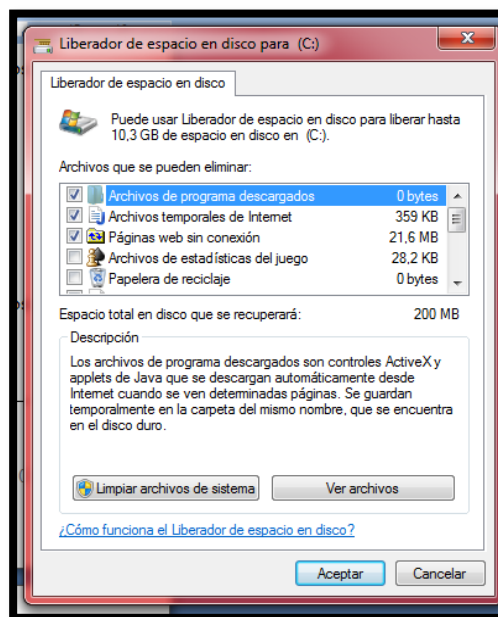 Liberador de espacio en disco para (C:)
Liberador de espacio en disco
Puede usar Liberador de espacio en disco para liberar hasta
10,3 GB de espacio en disco en (C:).
Archivos que se pueden eliminar:
Archivos de programa descargados 0 bytes
Archivos temporales de Internet 359 KB
Páginas web sin conexión 21,6 MB
Archivos de estadísticas del juego 28,2 KB
Papelera de reciclaje 0 bytes
Espacio total en disco que se recuperará: 200 MB
Descripción
Los archivos de programa descargados son controles ActiveX y
applets de Java que se descargan automáticamente desde
Internet cuando se ven determinadas páginas. Se guardan
temporalmente en la carpeta del mismo nombre, que se encuentra
en el disco duro.
Limpiar archivos de sistema Ver archivos
¿Cómo funciona el Liberador de espacio en disco?
Aceptar Cancelar